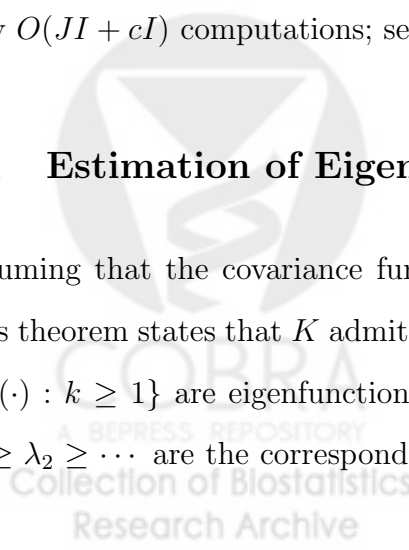 O(JI + cI) computations; se
Estimation of Eiger
uming that the covariance fur
s theorem states that K admit
(·) : k ≥ 1} are eigenfunction
≥ λ₂ ≥ ⋯ are the correspond
COBRA
A BEPRESS REPOSITORY
Collection of Biostatistics
Research Archive